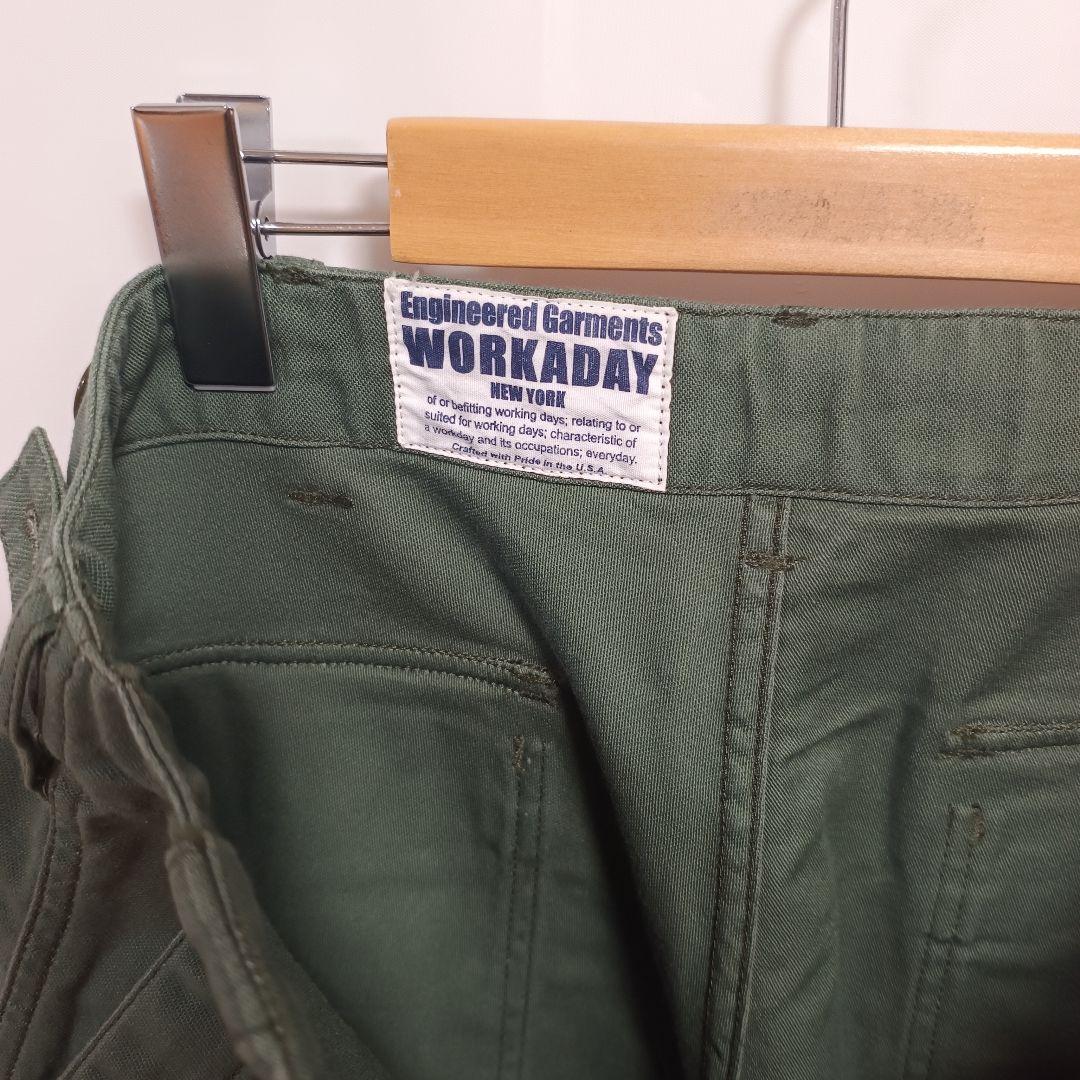 Engineered Garments
WORKADAY
NEW YORK
of or befitting working days; relating to or
suited for working days; characteristic of
a workday and its occupations; everyday.
Crafted with Pride in the U.S.A.